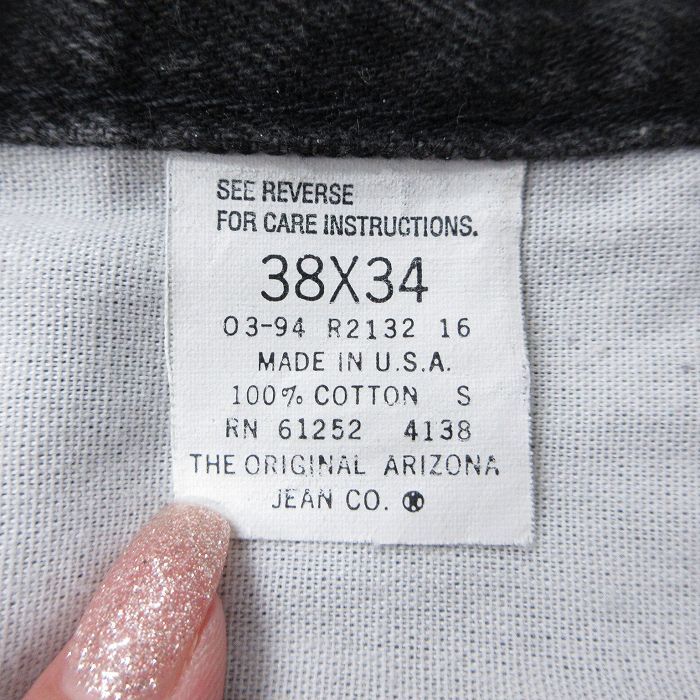 SEE REVERSE
FOR CARE INSTRUCTIONS.
38X34
03-94 R2132 16
MADE IN U.S.A.
100% COTTON S
RN 61252 4138
THE ORIGINAL ARIZONA
JEAN CO.